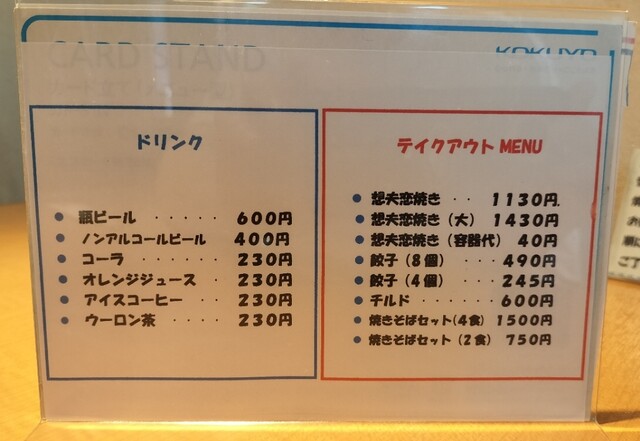 CARD STAND
KOKUYO
ドリンク
● 瓶ビール ・・・・・ 600円
● ノンアルコールビール 400円
● コーラ ・・・・ 230円
● オレンジジュース ・ 230円
● アイスコーヒー ・・ 230円
● ウーロン茶 ・・・・ 230円
テイクアウトMENU
● 想夫恋焼き ・・ 1130円
● 想夫恋焼き(大) 1430円
● 想夫恋焼き(容器代) 40円
● 餃子(8個) ・・・490円
● 餃子(4個) ・・・245円
● チルド ・・・・・・600円
● 焼きそばセット(4食) 1500円
● 焼きそばセット(2食) 750円